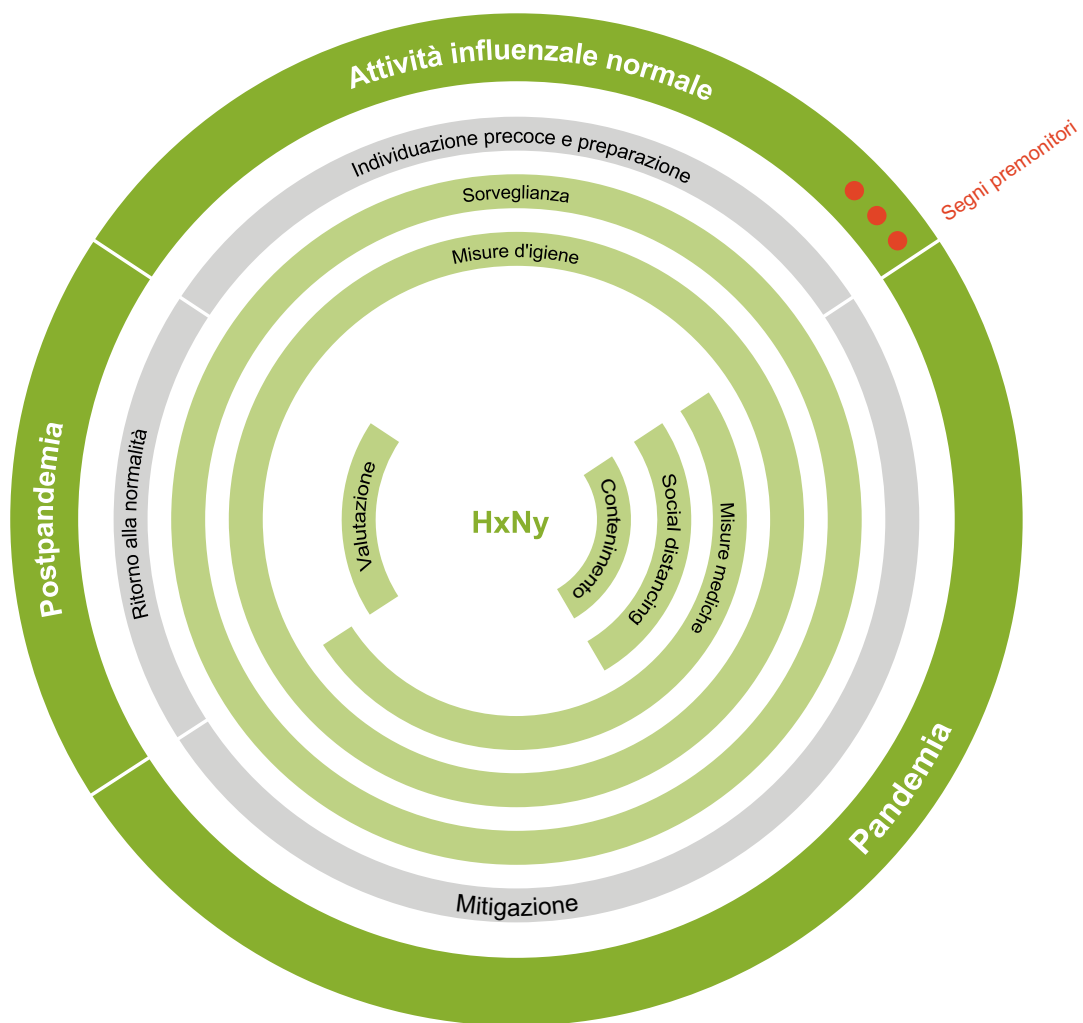 Attività influenzale normale
Segni premonitori
Individuazione precoce e preparazione
Sorveglianza
Misure d'igiene
Postpandemia
Ritorno alla normalità
Valutazione
HxNy
Contenimento
Social distancing
Misure mediche
Pandemia
Mitigazione